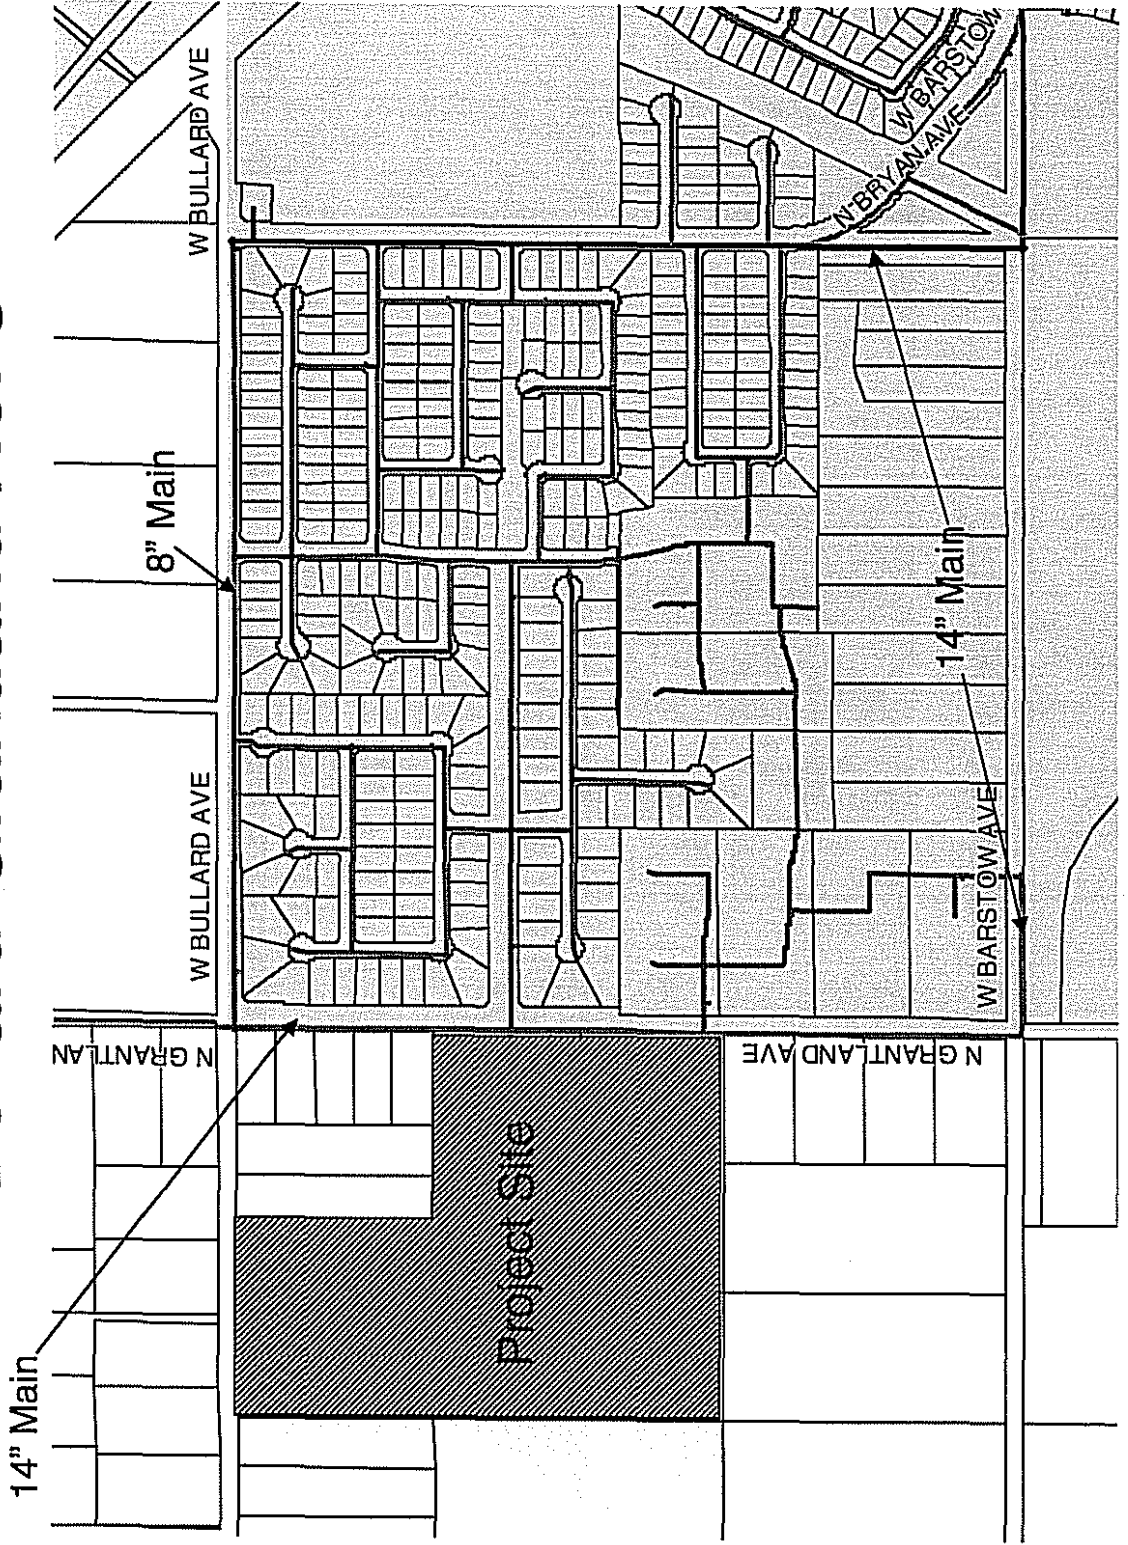 W BULLARD AVE
W BULLARD AVE
8” Main
14” Main
N GRANTLAN
N GRANTLAND AVE
Project Site
14” Main
W BARSTOW AVE
N BRYAN AVE
W BARSTOW